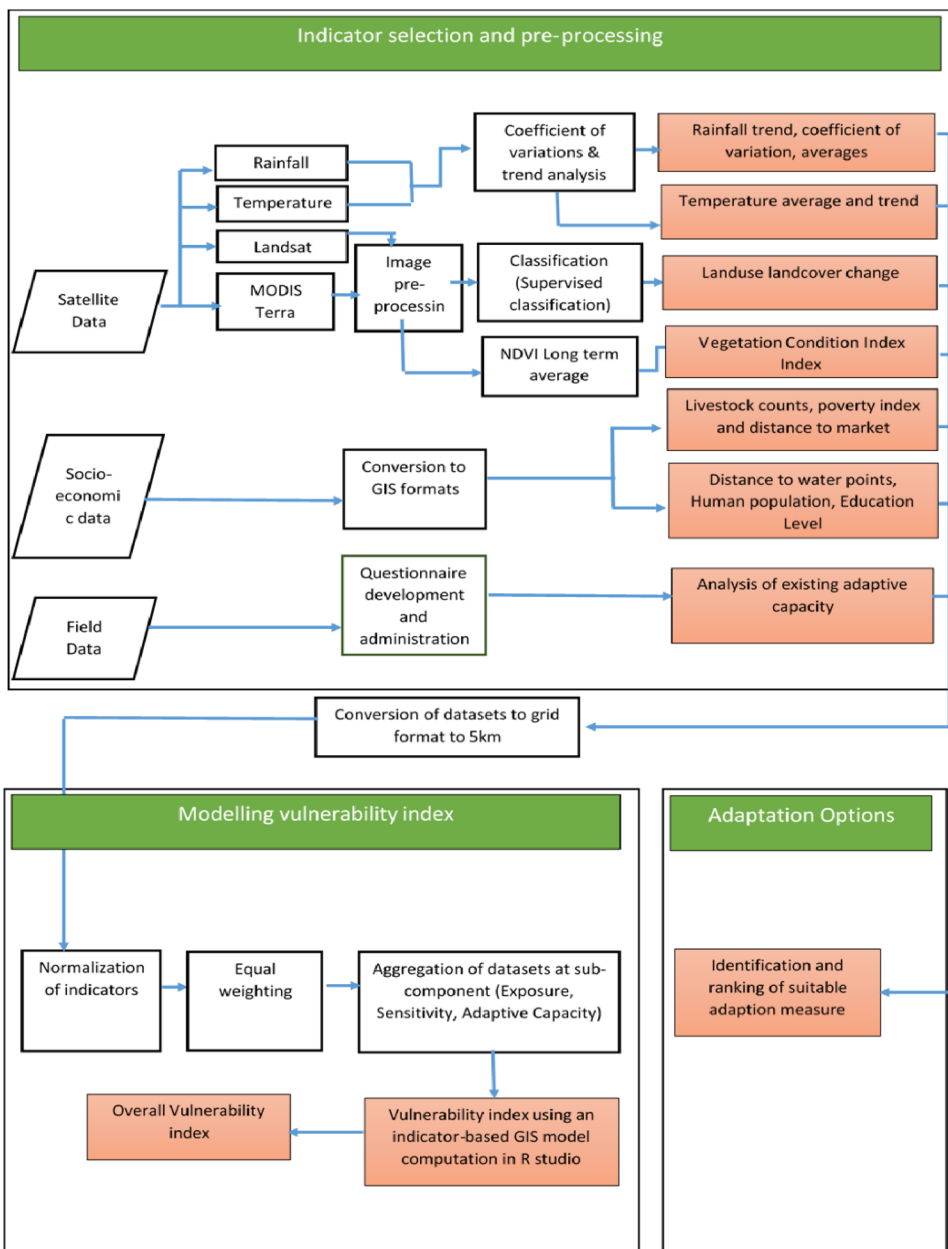 Indicator selection and pre-processing
Coefficient of
variations &
trend analysis
Rainfall trend, coefficient of
variation, averages
Rainfall
Temperature
Temperature average and trend
Landsat
Image
pre-
processin
Classification
(Supervised
classification)
Landuse landcover change
Satellite
Data
MODIS
Terra
NDVI Long term
average
Vegetation Condition Index
Index
Livestock counts, poverty index
and distance to market
Socio-
economi
c data
Conversion to
GIS formats
Distance to water points,
Human population, Education
Level
Questionnaire
development
and
administration
Analysis of existing adaptive
capacity
Field
Data
Conversion of datasets to grid
format to 5km
Modelling vulnerability index
Adaptation Options
Normalization
of indicators
Equal
weighting
Aggregation of datasets at sub-
component (Exposure,
Sensitivity, Adaptive Capacity)
Identification and
ranking of suitable
adaption measure
Overall Vulnerability
index
Vulnerability index using an
indicator-based GIS model
computation in R studio